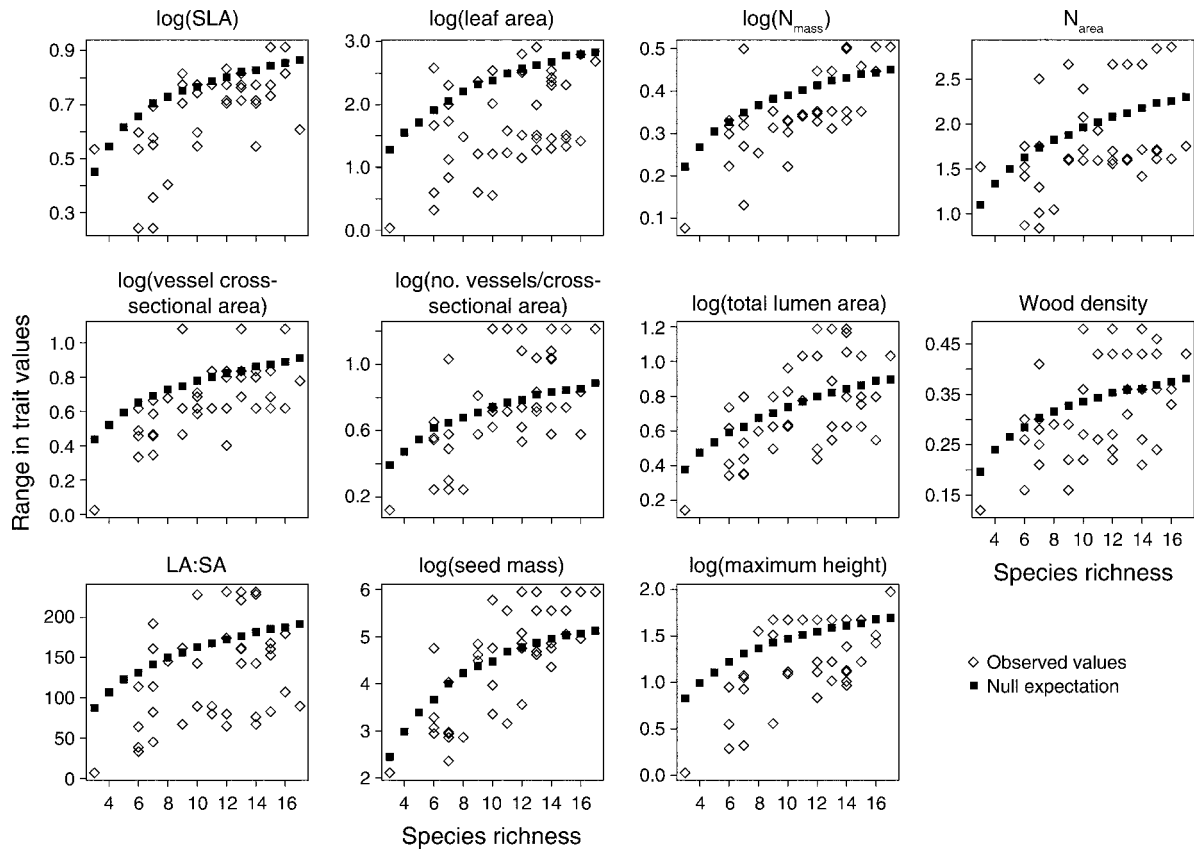 log(SLA)
log(leaf area)
log(Nmass)
Narea
0.9
0.7
0.5
0.3
3.0
2.0
1.0
0.0
0.5
0.4
0.3
0.2
0.1
2.5
2.0
1.5
1.0
log(vessel cross-
sectional area)
log(no. vessels/cross-
sectional area)
log(total lumen area)
Wood density
1.0
0.8
0.6
0.4
0.2
0.0
1.0
0.6
0.2
1.2
1.0
0.8
0.6
0.4
0.2
0.45
0.35
0.25
0.15
4 6 8 10 12 14 16
Species richness
LA:SA
log(seed mass)
log(maximum height)
200
150
100
50
0
6
5
4
3
2
2.0
1.5
1.0
0.5
0.0
4 6 8 10 12 14 16
4 6 8 10 12 14 16
4 6 8 10 12 14 16
Range in trait values
Species richness
Observed values
Null expectation